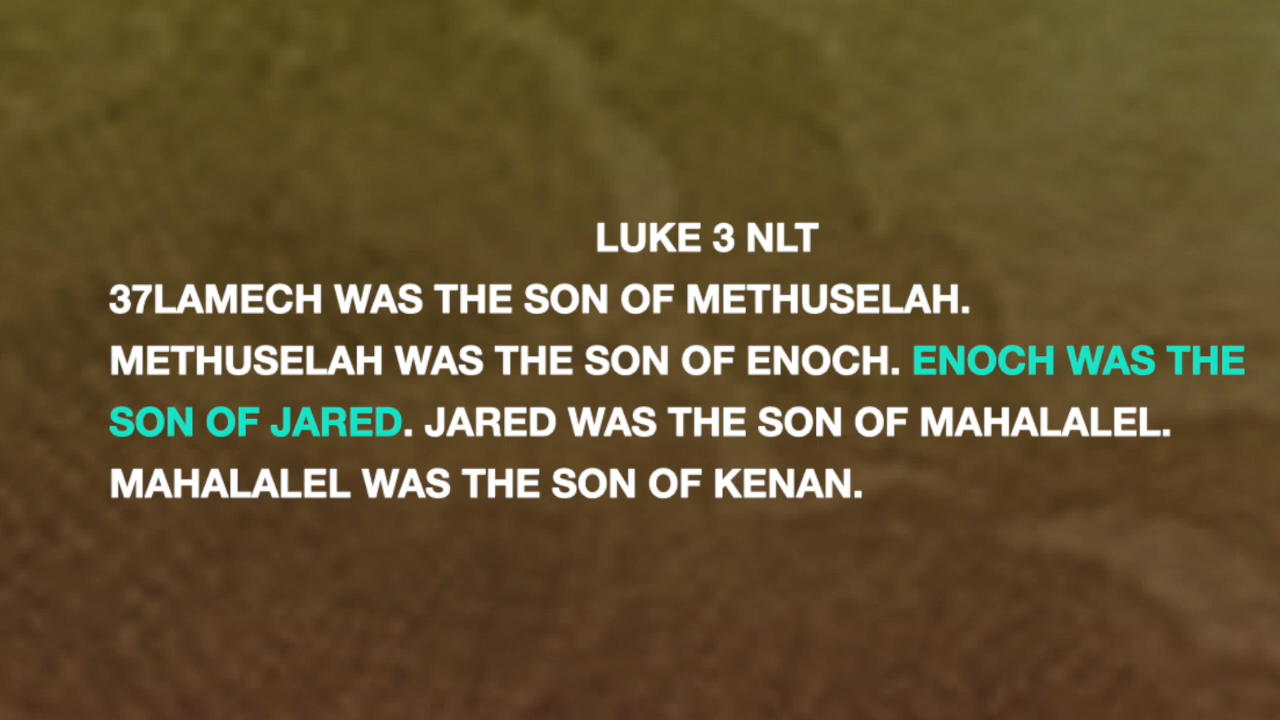 LUKE 3 NLT
37LAMECH WAS THE SON OF METHUSELAH.
METHUSELAH WAS THE SON OF ENOCH. ENOCH WAS THE
SON OF JARED. JARED WAS THE SON OF MAHALALEL.
MAHALALEL WAS THE SON OF KENAN.